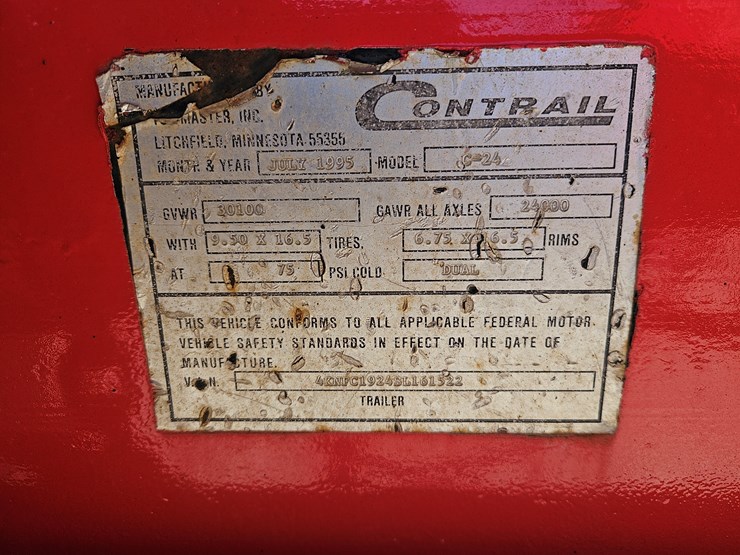 BY
CONTRAIL
MASTER, INC.
LITCHFIELD, MINNESOTA 55355
MONTH & YEAR JULY 1995 MODEL C-24
GVWR 30100 GAWR ALL AXLES 24000
WITH 9.50 X 16.5 TIRES, 6.75 X 16.5 RIMS
AT 75 PSI COLD DUAL
THIS VEHICLE CONFORMS TO ALL APPLICABLE FEDERAL MOTOR
VEHICLE SAFETY STANDARDS IN EFFECT ON THE DATE OF
MANUFACTURE.
V.I.N.
TRAILER